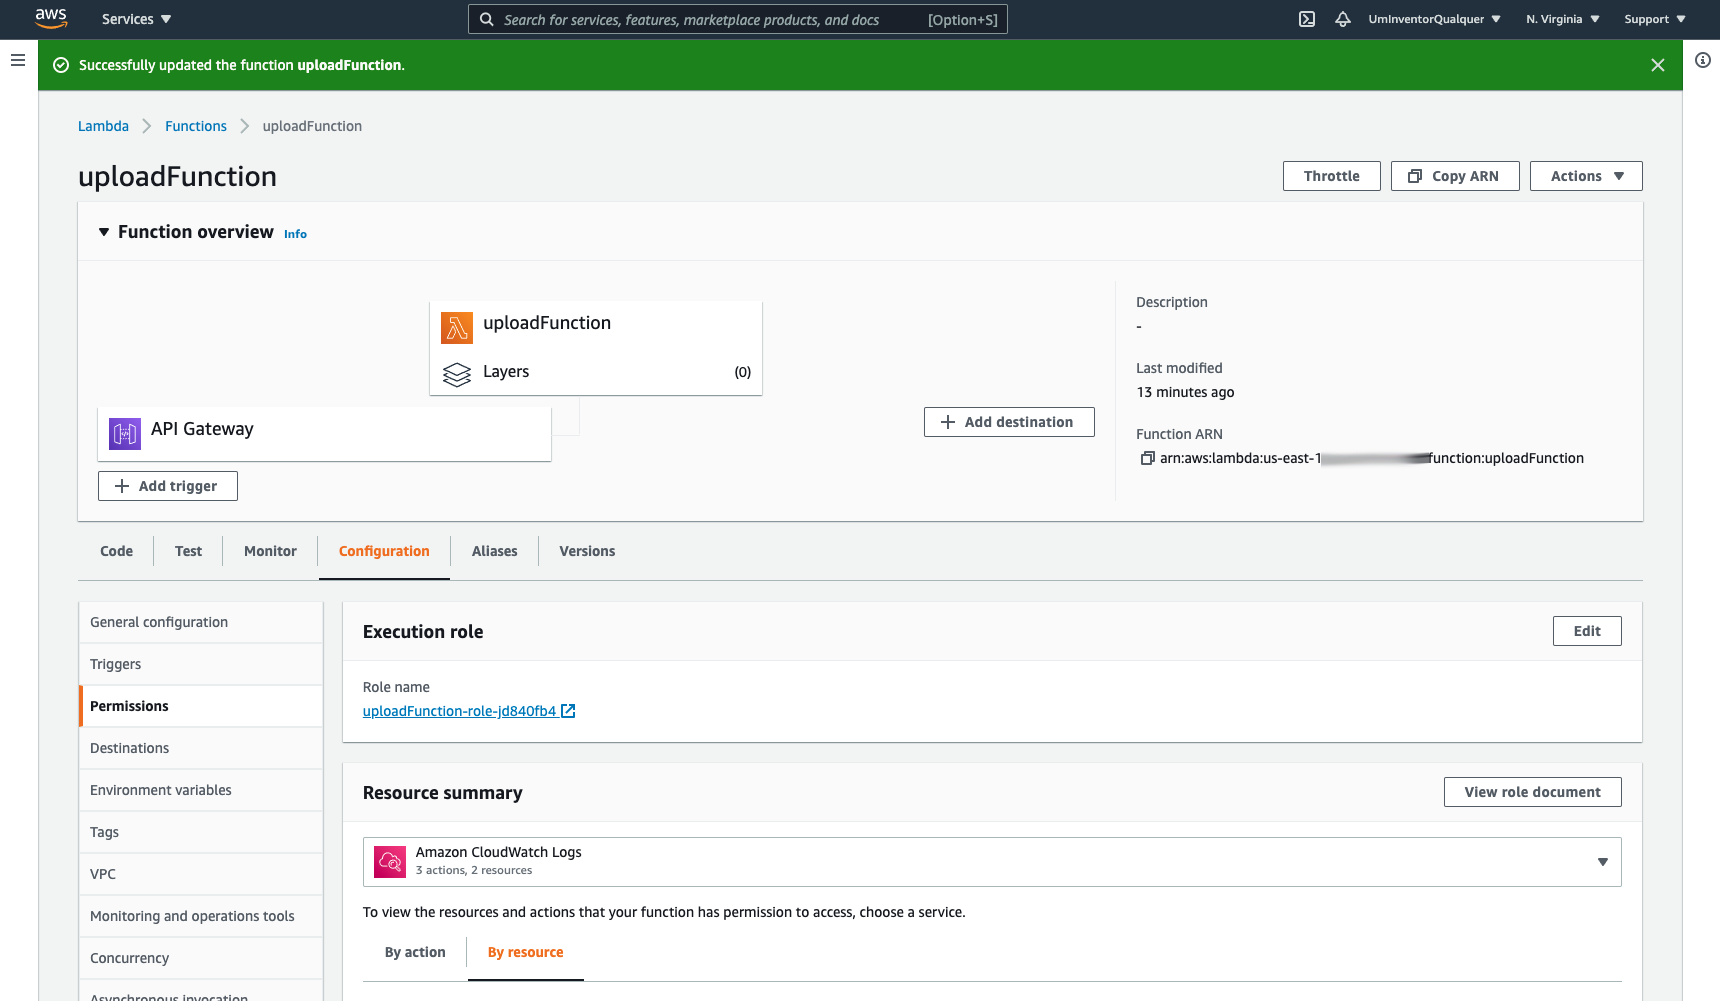 aws
Services
Search for services, features, marketplace products, and docs [Option+S]
UmInventorQualquer
N. Virginia
Support
Successfully updated the function uploadFunction.
Lambda
Functions
uploadFunction
uploadFunction
Throttle
Copy ARN
Actions
Function overview Info
uploadFunction
Layers (0)
API Gateway
Add trigger
Add destination
Description
-
Last modified
13 minutes ago
Function ARN
arn:aws:lambda:us-east-1 function:uploadFunction
Code
Test
Monitor
Configuration
Aliases
Versions
General configuration
Triggers
Permissions
Destinations
Environment variables
Tags
VPC
Monitoring and operations tools
Concurrency
Asynchronous invocation
Execution role
Edit
Role name
uploadFunction-role-jd840fb4
Resource summary
View role document
Amazon CloudWatch Logs
3 actions, 2 resources
To view the resources and actions that your function has permission to access, choose a service.
By action
By resource